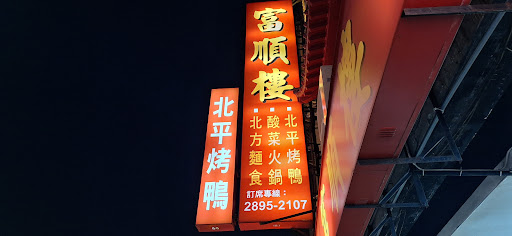 富順樓
北平烤鴨
酸菜火鍋
北方麵食
訂席專線：
2895-2107
北平烤鴨